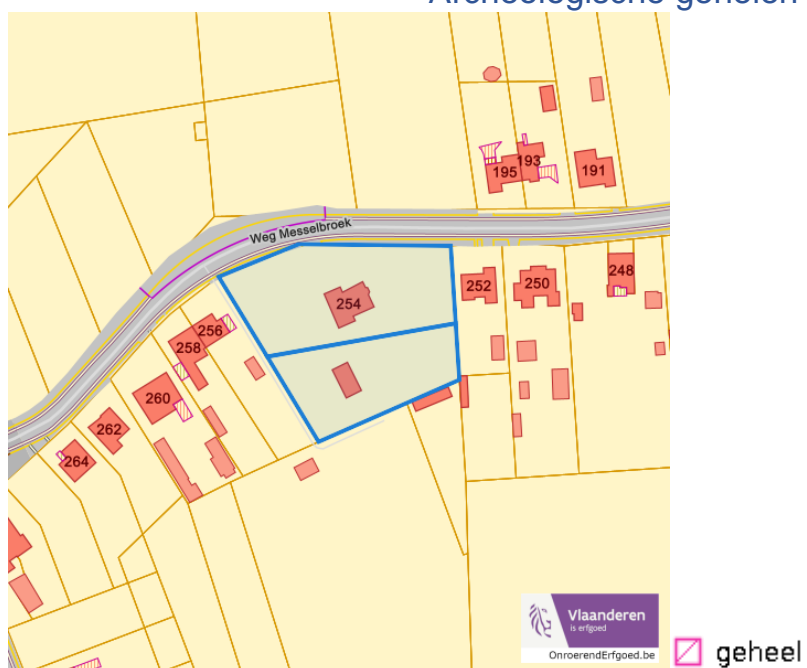 Archeologische gehelen
195
193
191
Weg Messelbroek
248
252
250
254
256
258
260
262
264
Vlaanderen
is erfgoed
OnroerendErfgoed.be
geheel